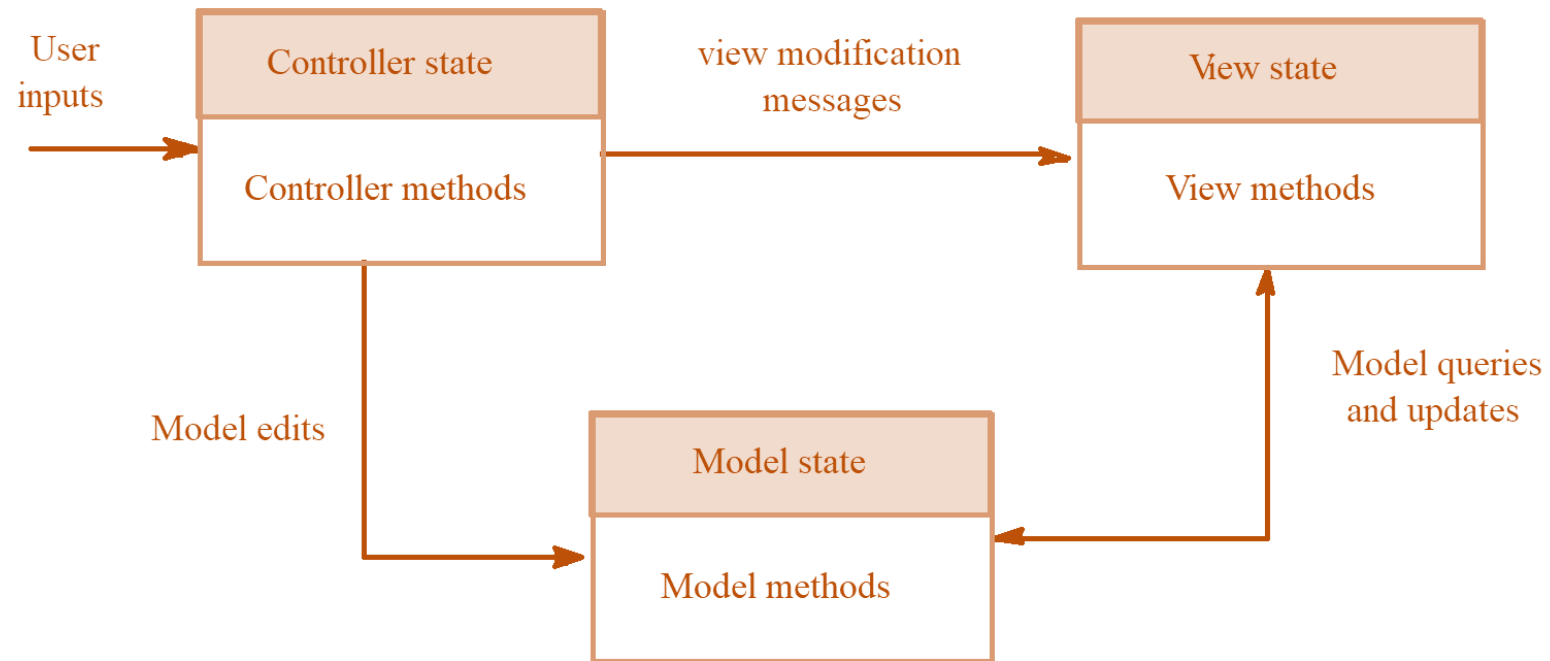 User
inputs
Controller state
Controller methods
view modification
messages
View state
View methods
Model edits
Model state
Model methods
Model queries
and updates